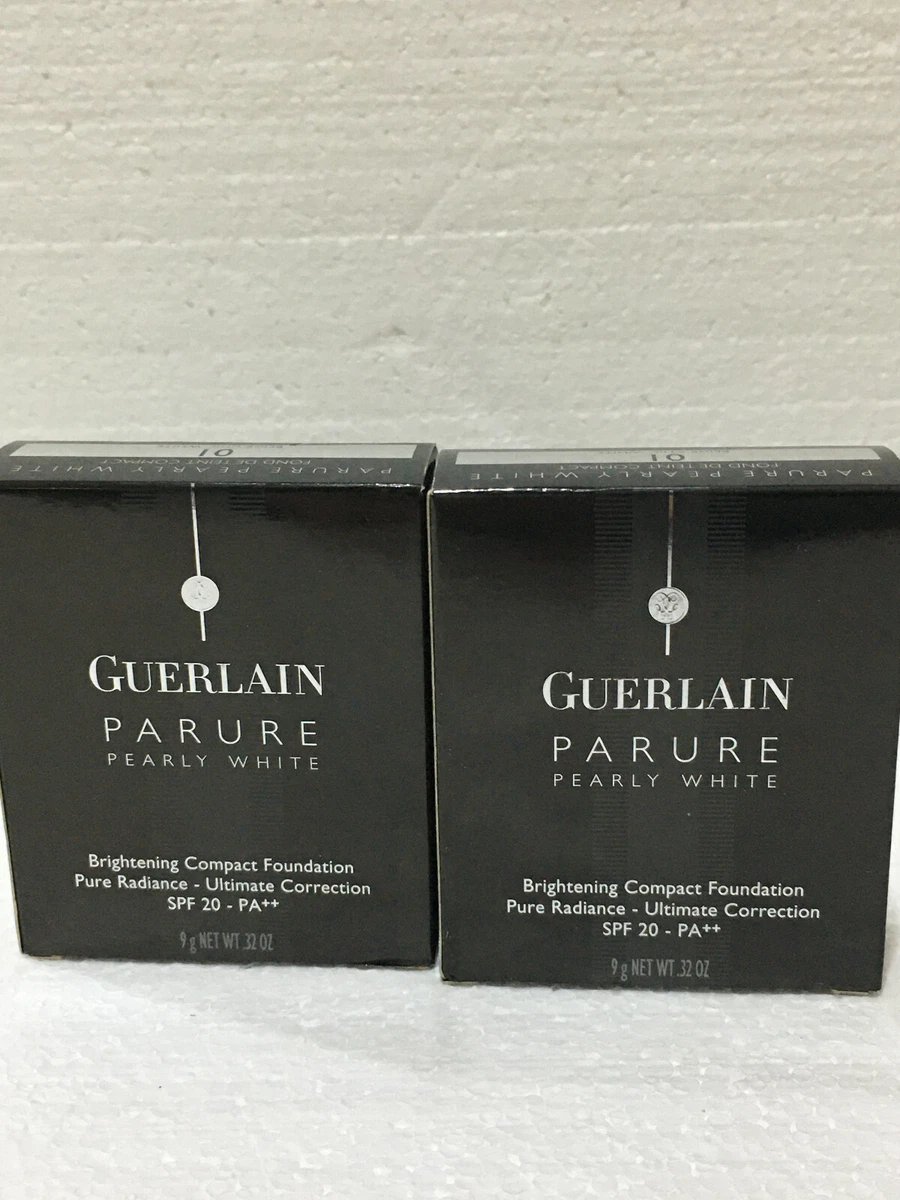 01
FOND DE TEINT COMPACT
PARURE PEARLY WHITE
GUERLAIN
PARURE
PEARLY WHITE
Brightening Compact Foundation
Pure Radiance - Ultimate Correction
SPF 20 - PA++
9 g NET WT .32 OZ
01
FOND DE TEINT COMPACT
PARURE PEARLY WHITE
GUERLAIN
PARURE
PEARLY WHITE
Brightening Compact Foundation
Pure Radiance - Ultimate Correction
SPF 20 - PA++
9 g NET WT .32 OZ